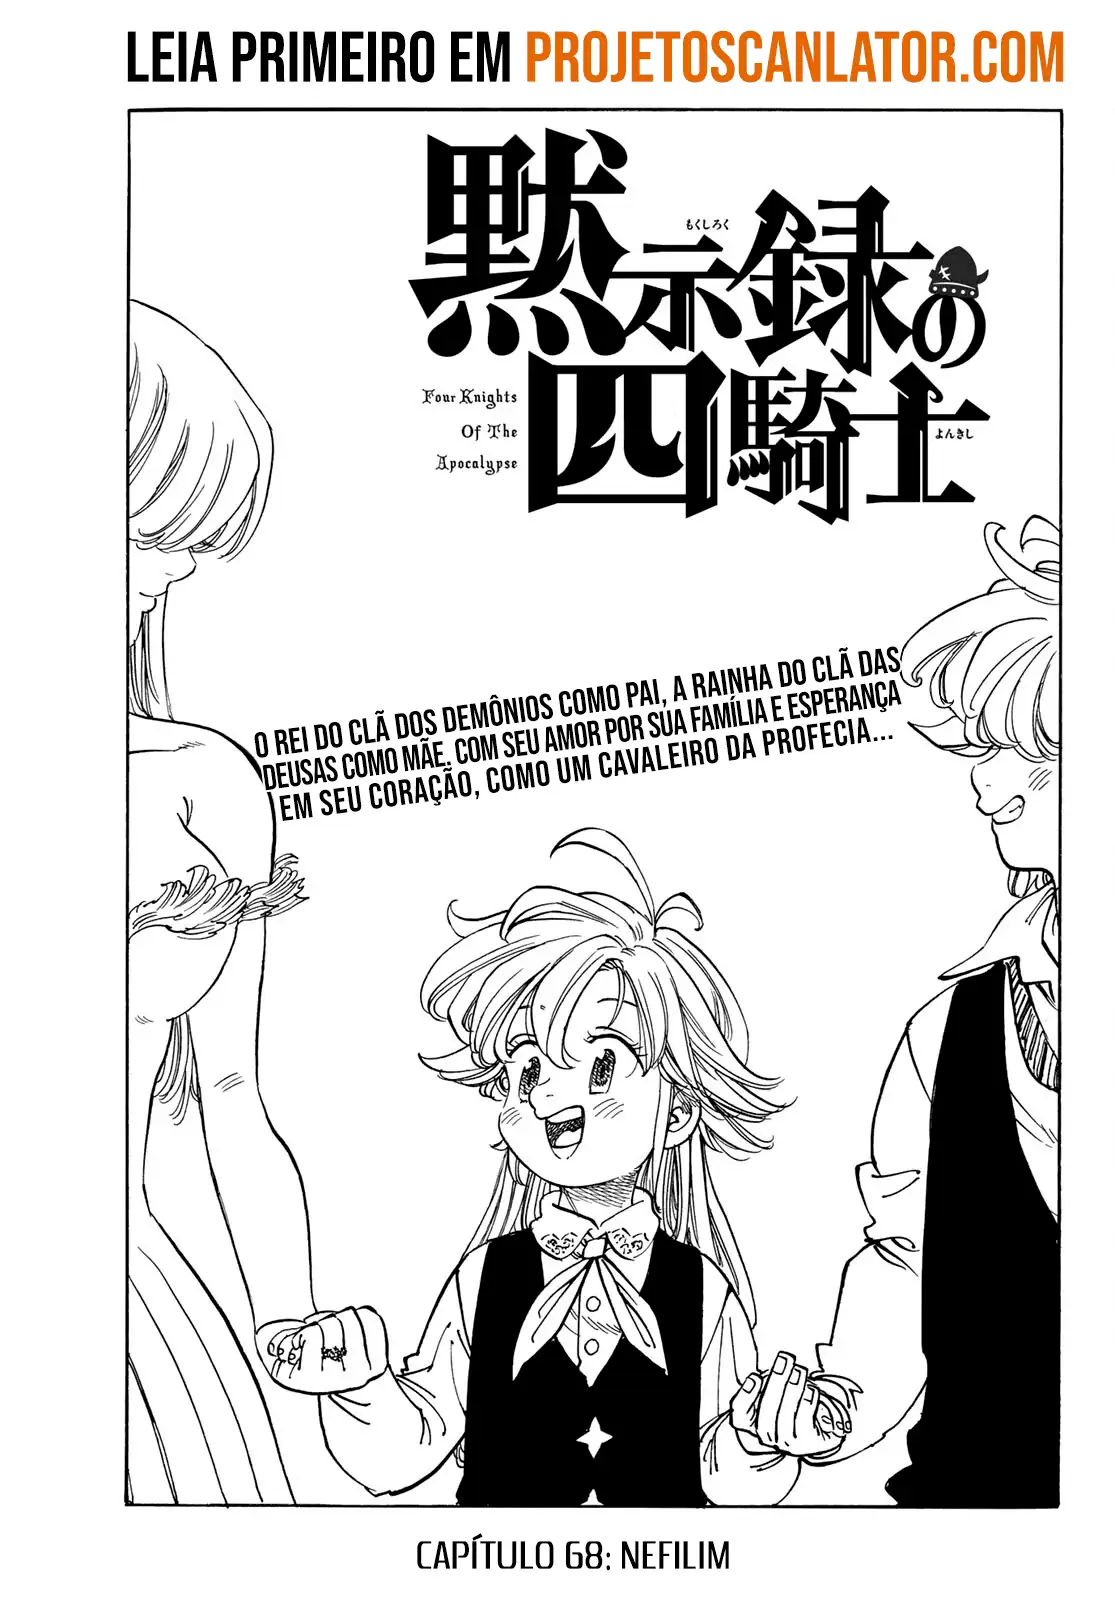 LEIA PRIMEIRO EM PROJETOSCANLATOR.COM
黙示録の
もくしろく
四騎士
よんきし
Four Knights
Of The
Apocalypse
O REI DO CLÃ DOS DEMÔNIOS COMO PAI, A RAINHA DO CLÃ DAS
DEUSAS COMO MÃE. COM SEU AMOR POR SUA FAMÍLIA E ESPERANÇA
EM SEU CORAÇÃO, COMO UM CAVALEIRO DA PROFECIA...
CAPÍTULO 68: NEFILIM